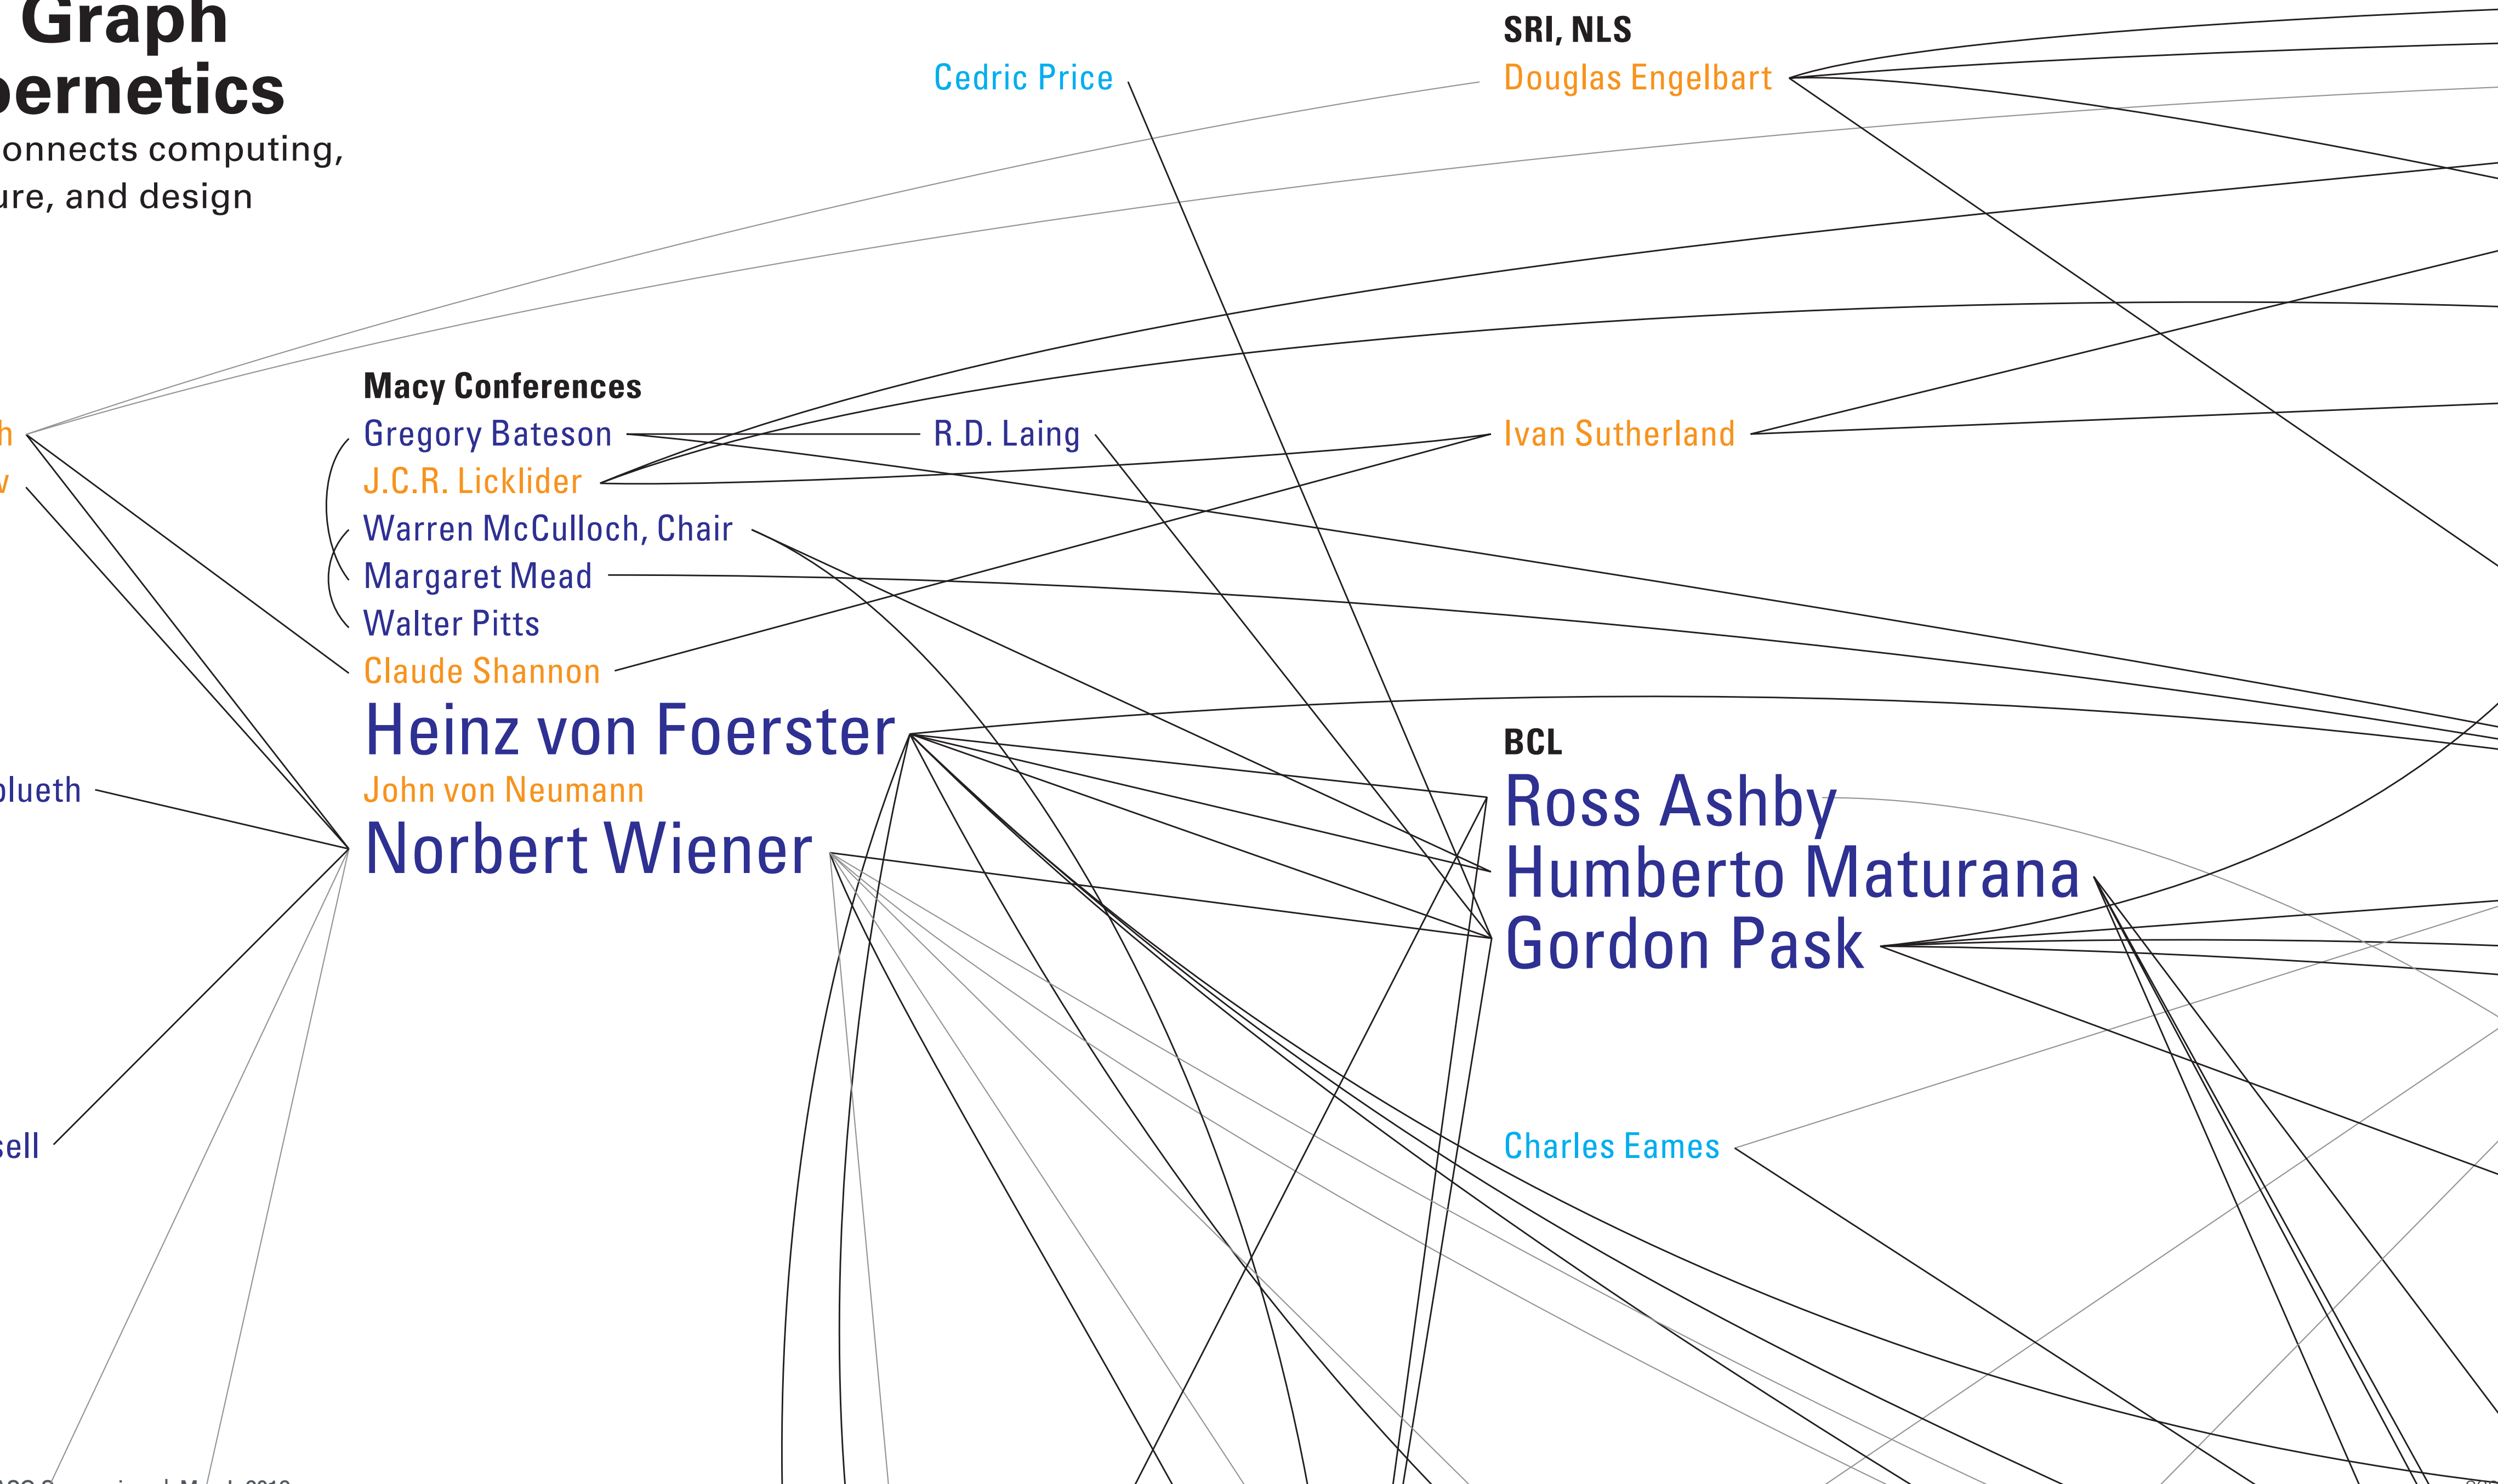 Graph
bernetics
onnects computing,
ure, and design
Cedric Price
SRI, NLS
Douglas Engelbart
Macy Conferences
Gregory Bateson
J.C.R. Licklider
Warren McCulloch, Chair
Margaret Mead
Walter Pitts
Claude Shannon
Heinz von Foerster
John von Neumann
Norbert Wiener
R.D. Laing
Ivan Sutherland
BCL
Ross Ashby
Humberto Maturana
Gordon Pask
Charles Eames
h
v
blueth
sell